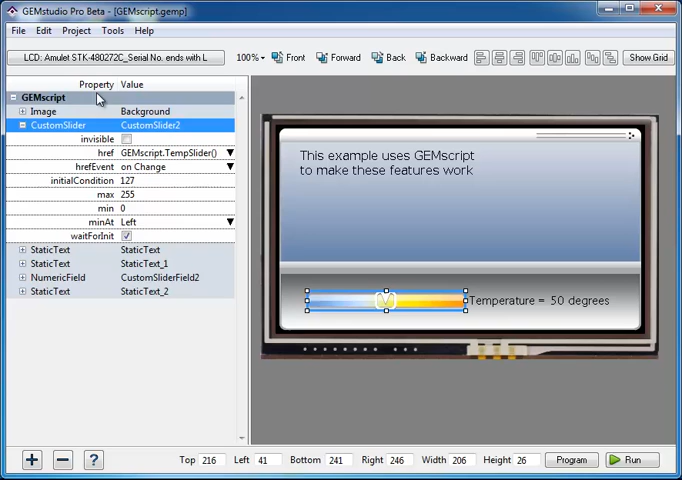 GEMstudio Pro Beta - [GEMscript.gemp]
File Edit Project Tools Help
LCD: Amulet STK-480272C_Serial No. ends with L 100% Front Forward Back Backward Show Grid
Property Value
GEMscript
Image Background
CustomSlider CustomSlider2
invisible
href GEMscript.TempSlider()
hrefEvent on Change
initialCondition 127
max 255
min 0
minAt Left
waitForInit
StaticText StaticText
StaticText StaticText_1
NumericField CustomSliderField2
StaticText StaticText_2
This example uses GEMscript
to make these features work
Temperature = 50 degrees
Top 216 Left 41 Bottom 241 Right 246 Width 206 Height 26 Program Run